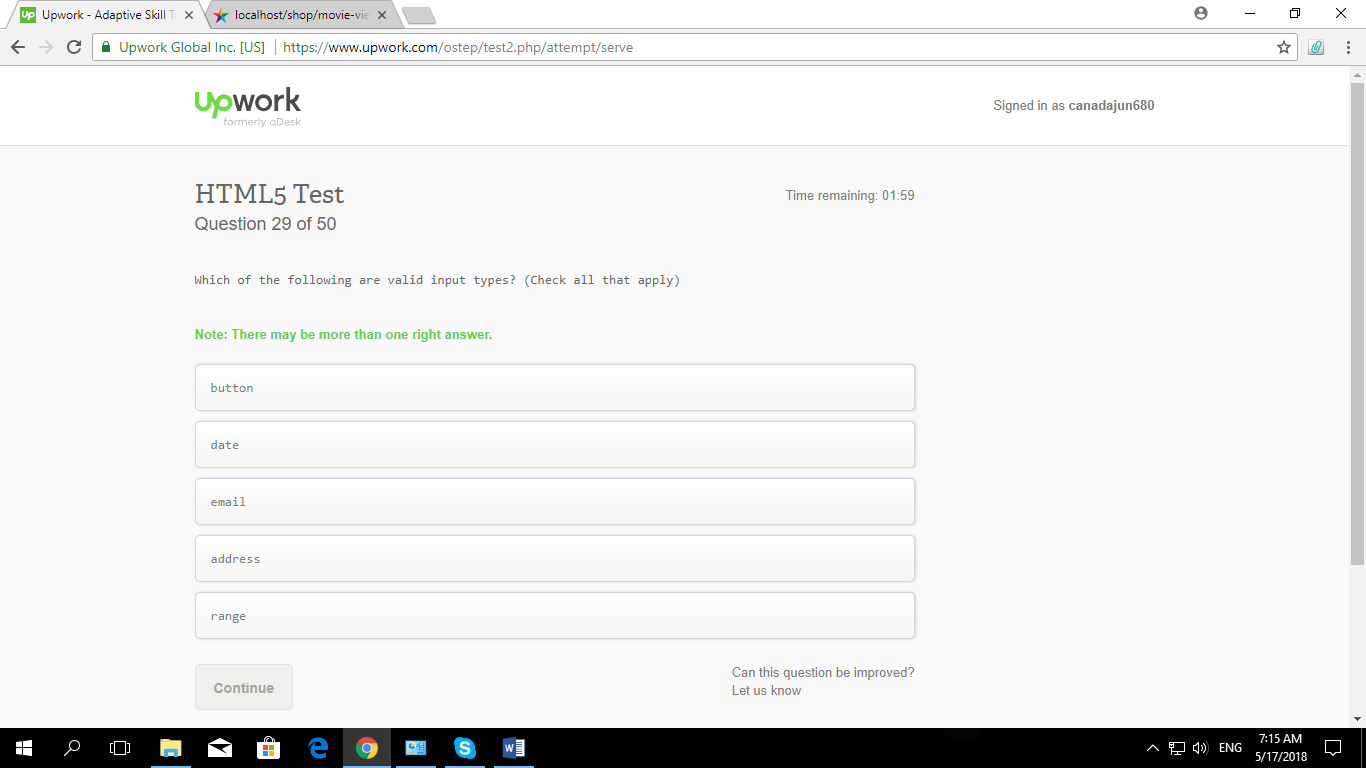 Upwork - Adaptive Skill T
localhost/shop/movie-vie
Upwork Global Inc. [US]
https://www.upwork.com/ostep/test2.php/attempt/serve
upwork
formerly oDesk
Signed in as canadajun680
HTML5 Test
Time remaining: 01:59
Question 29 of 50
Which of the following are valid input types? (Check all that apply)
Note: There may be more than one right answer.
button
date
email
address
range
Continue
Can this question be improved?
Let us know
ENG
7:15 AM
5/17/2018